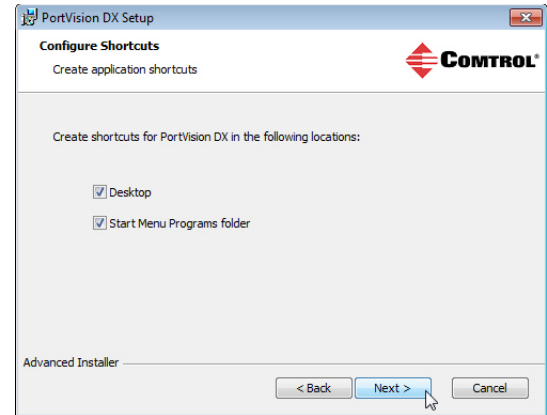 PortVision DX Setup
Configure Shortcuts
Create application shortcuts
COMTROL®
Create shortcuts for PortVision DX in the following locations:
Desktop
Start Menu Programs folder
Advanced Installer
< Back Next > Cancel